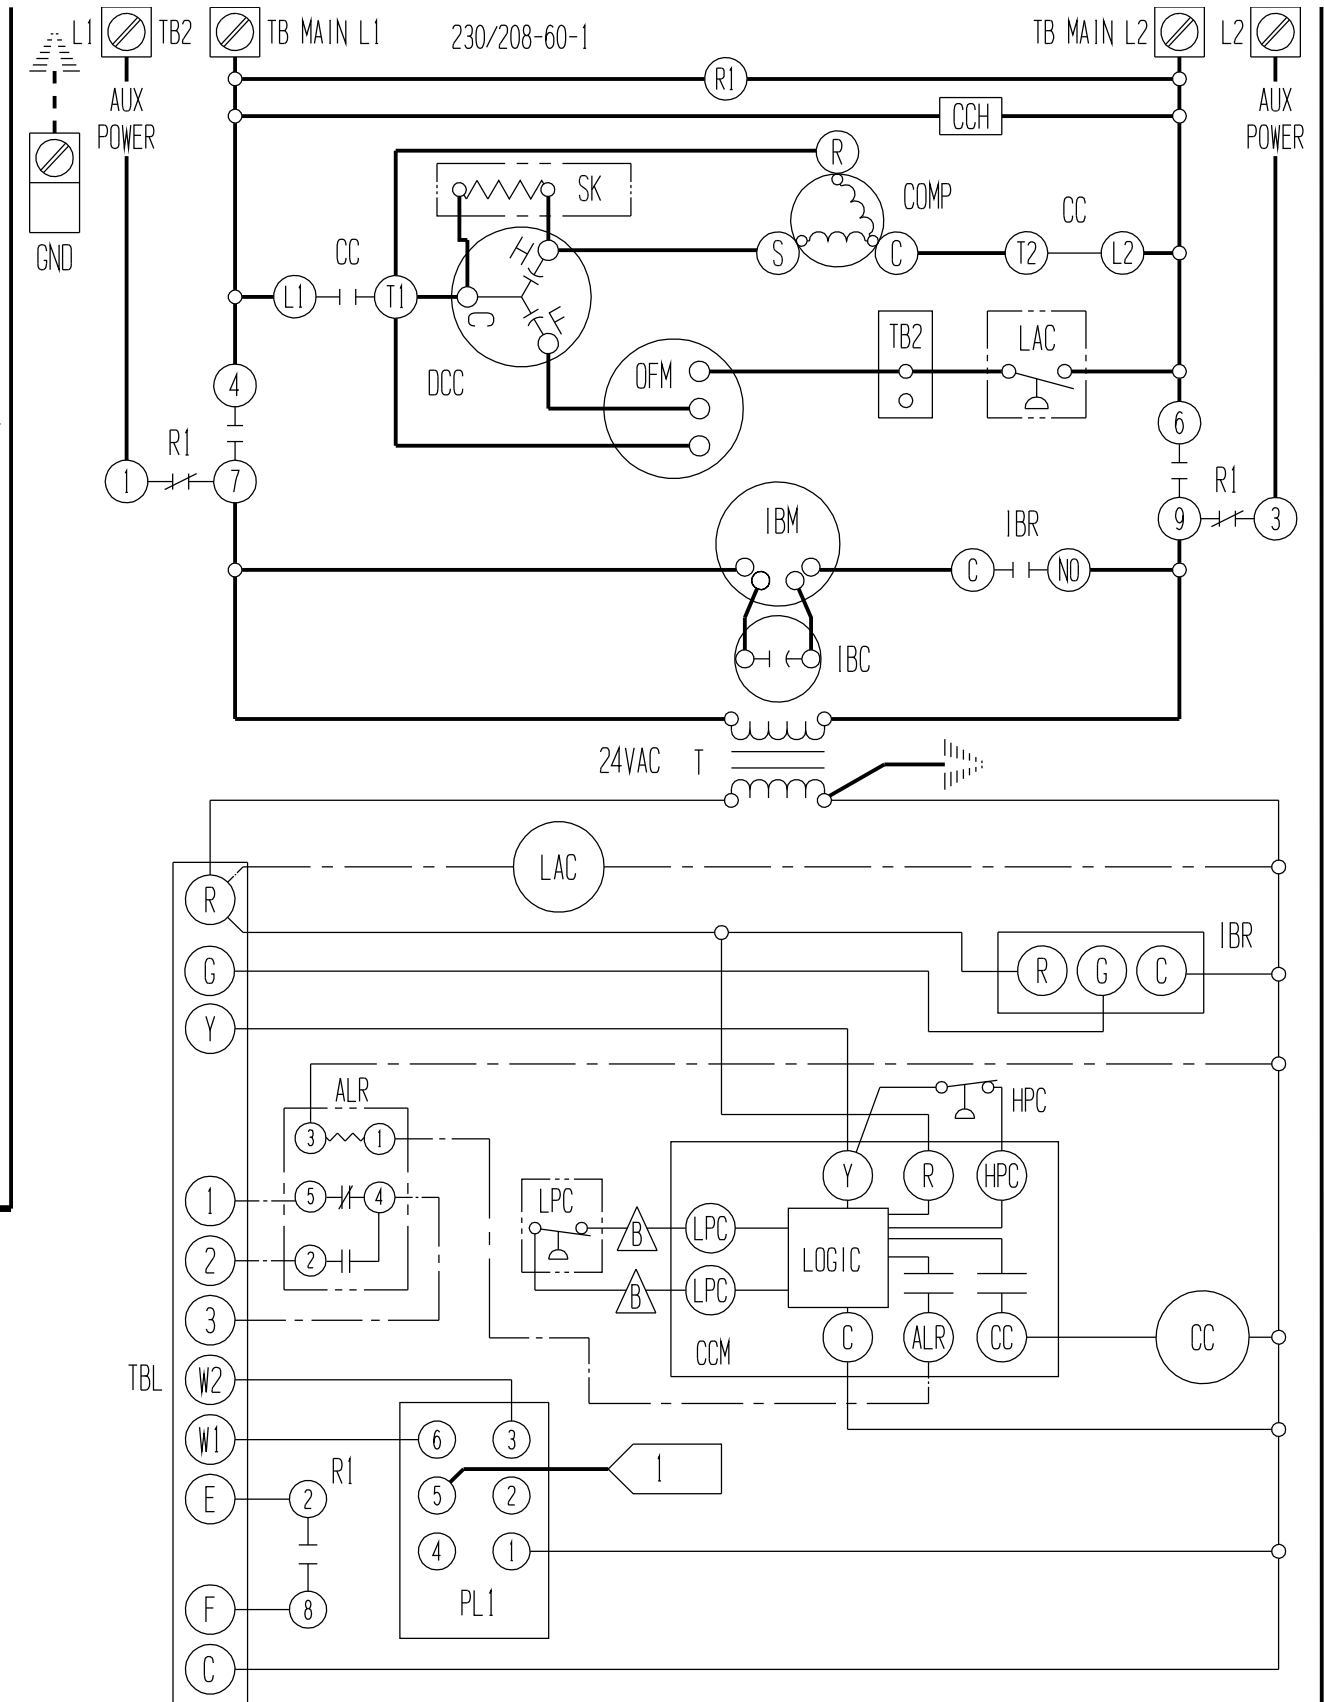 L1 TB2 TB MAIN L1 230/208-60-1 TB MAIN L2 L2
R1
AUX
POWER
AUX
POWER
CCH
R
SK
COMP
GND
CC
H
S
C
CC
T2
L2
L1
T1
C
F
DCC
OFM
TB2
LAC
4
6
R1
1
7
R1
9
3
IBM
IBR
C
NO
IBC
24VAC T
LAC
R
IBR
R
G
C
G
Y
ALR
HPC
3
1
Y
R
HPC
1
5
4
LPC
B
LPC
2
2
LOGIC
B
LPC
3
C
ALR
CC
CC
CCM
TBL
W2
W1
6
3
R1
1
E
2
5
2
4
1
F
8
PL1
C